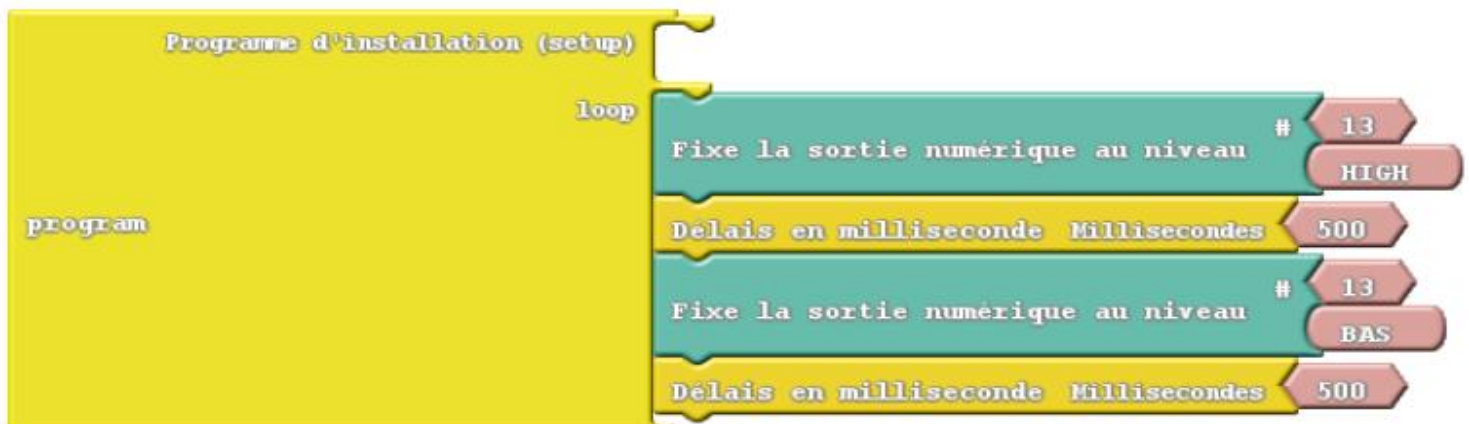 Programme d'installation (setup)
loop
Fixe la sortie numérique au niveau # 13
HIGH
program
Délais en milliseconde Millisecondes 500
Fixe la sortie numérique au niveau # 13
BAS
Délais en milliseconde Millisecondes 500